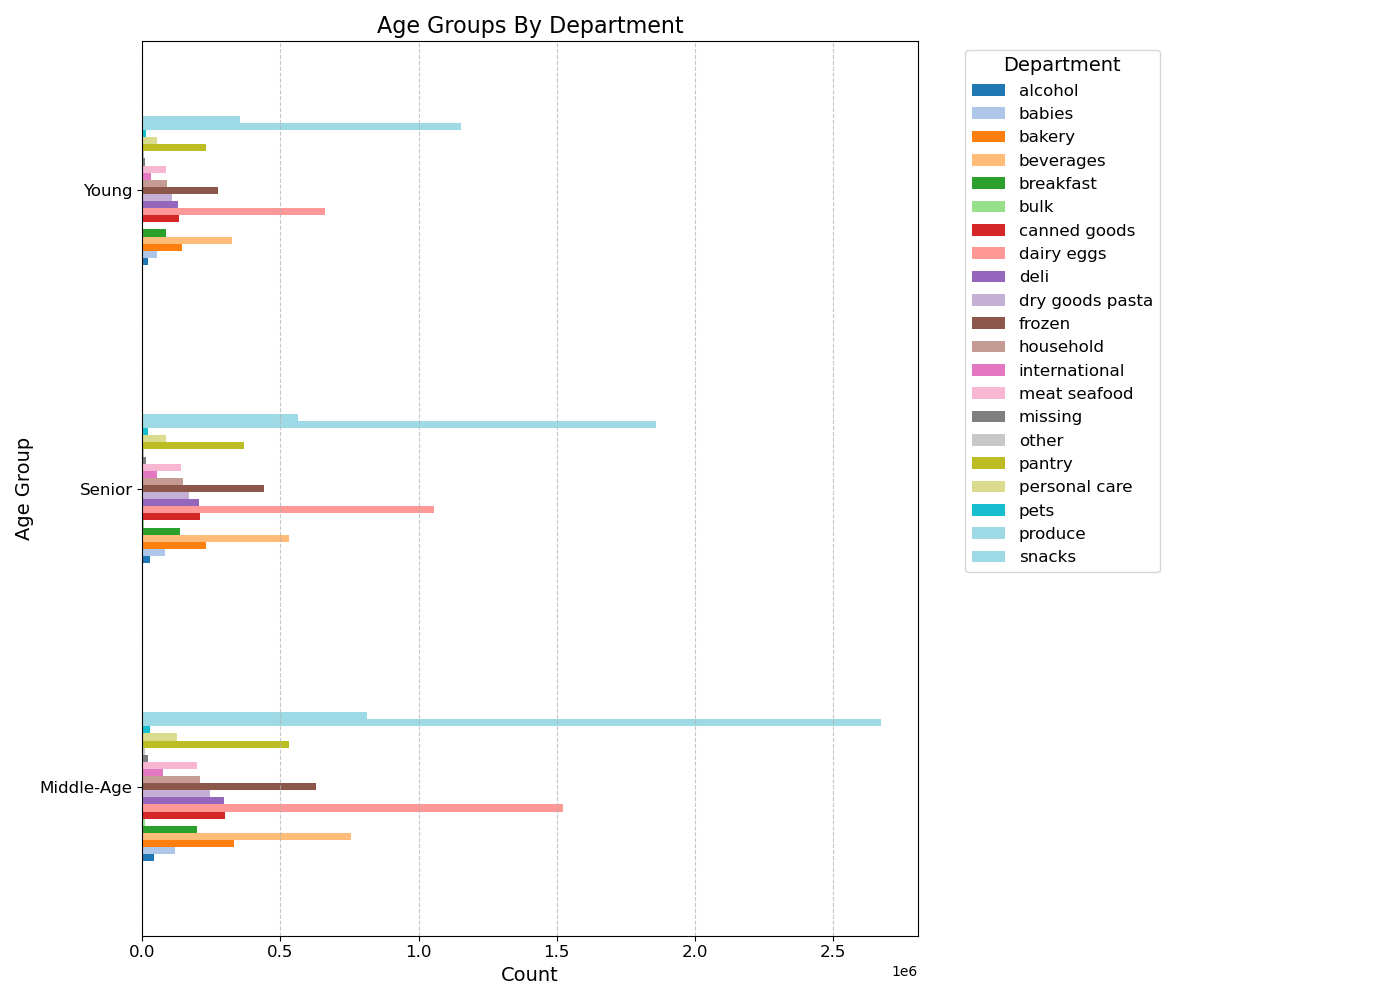 Age Groups By Department
Department
alcohol
babies
bakery
beverages
breakfast
bulk
canned goods
dairy eggs
deli
dry goods pasta
frozen
household
international
meat seafood
missing
other
pantry
personal care
pets
produce
snacks
Age Group
Young
Senior
Middle-Age
0.0 0.5 1.0 1.5 2.0 2.5
1e6
Count